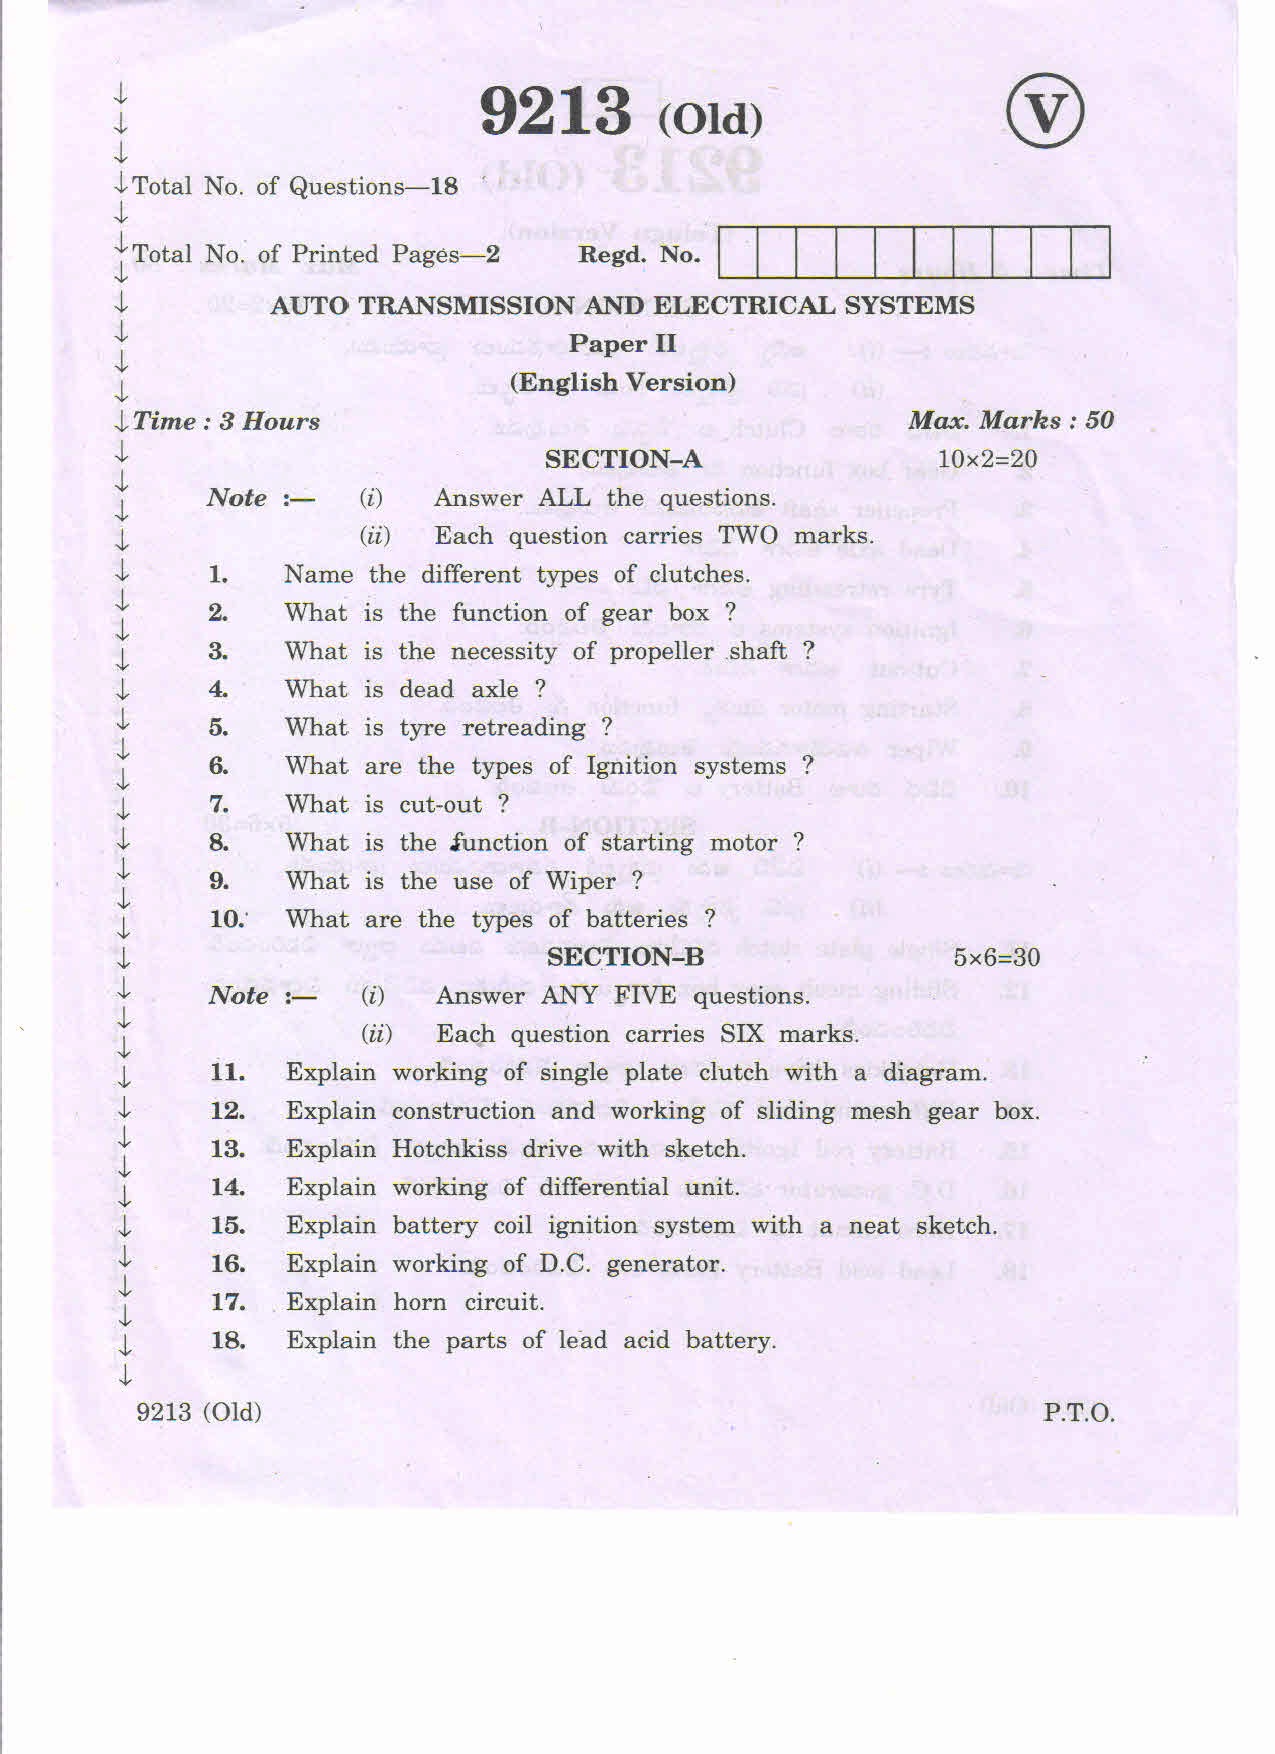 9213 (Old)
V
Total No. of Questions—18
Total No. of Printed Pages—2 Regd. No.
AUTO TRANSMISSION AND ELECTRICAL SYSTEMS
Paper II
(English Version)
Time : 3 Hours Max. Marks : 50
SECTION–A 10×2=20
Note :— (i) Answer ALL the questions.
(ii) Each question carries TWO marks.
1. Name the different types of clutches.
2. What is the function of gear box ?
3. What is the necessity of propeller shaft ?
4. What is dead axle ?
5. What is tyre retreading ?
6. What are the types of Ignition systems ?
7. What is cut-out ?
8. What is the function of starting motor ?
9. What is the use of Wiper ?
10. What are the types of batteries ?
SECTION–B 5×6=30
Note :— (i) Answer ANY FIVE questions.
(ii) Each question carries SIX marks.
11. Explain working of single plate clutch with a diagram.
12. Explain construction and working of sliding mesh gear box.
13. Explain Hotchkiss drive with sketch.
14. Explain working of differential unit.
15. Explain battery coil ignition system with a neat sketch.
16. Explain working of D.C. generator.
17. Explain horn circuit.
18. Explain the parts of lead acid battery.
9213 (Old) P.T.O.